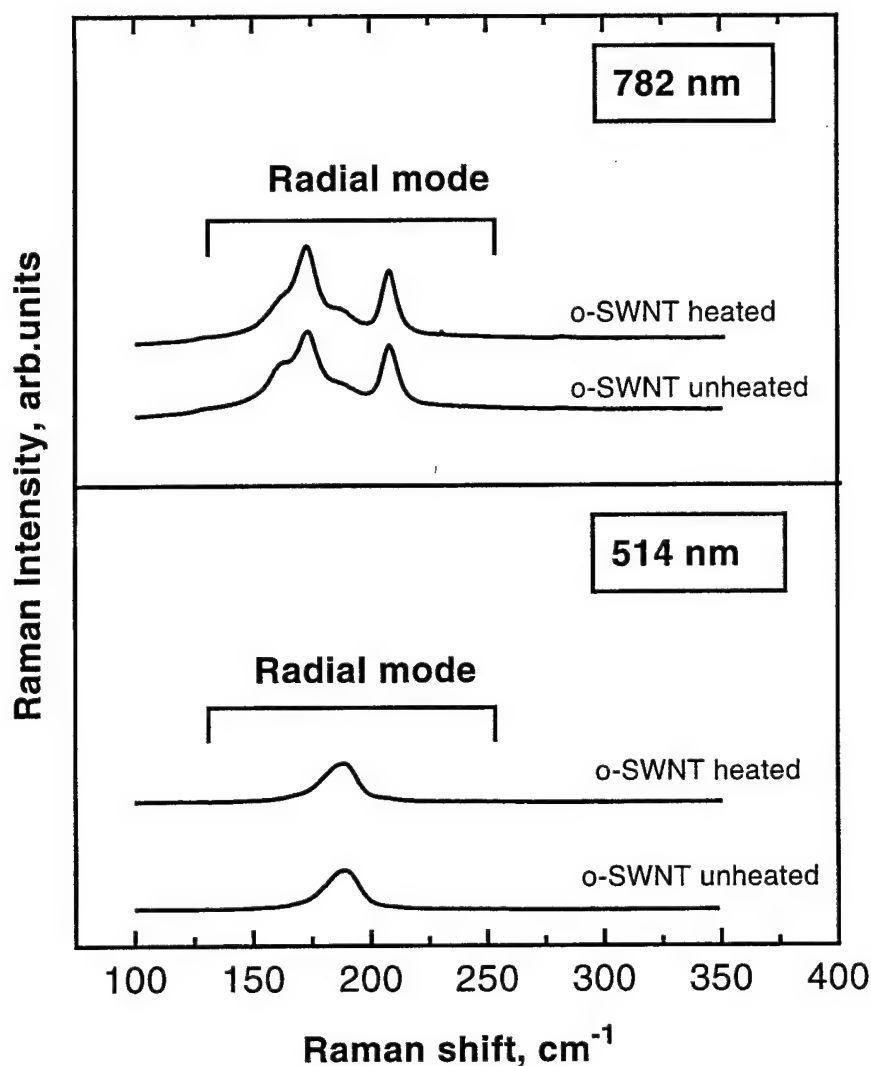 782 nm
Radial mode
o-SWNT heated
o-SWNT unheated
514 nm
Radial mode
o-SWNT heated
o-SWNT unheated
Raman Intensity, arb.units
100 150 200 250 300 350 400
Raman shift, cm⁻¹